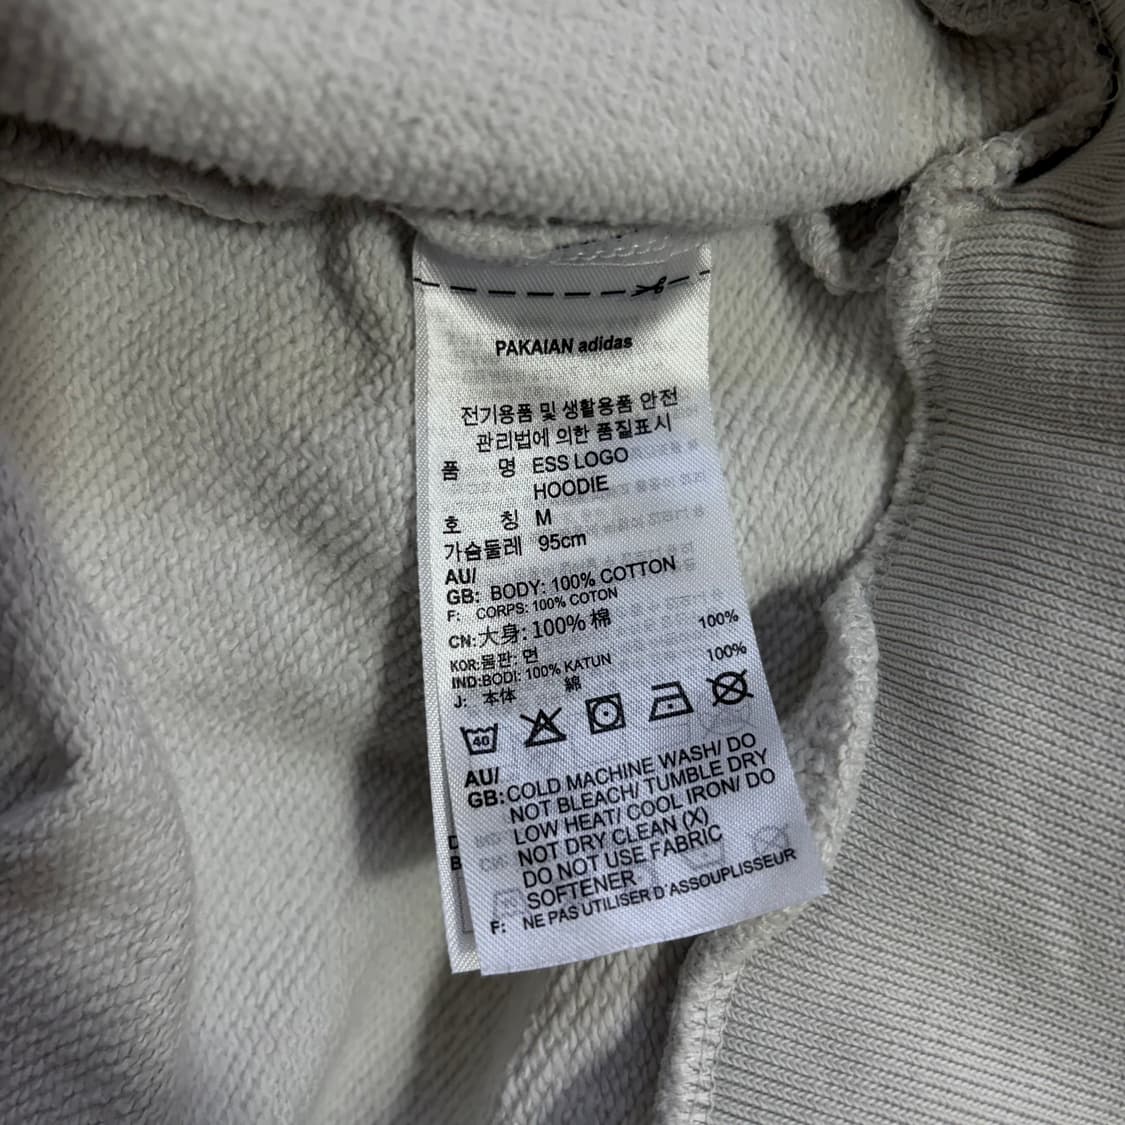 PAKAIAN adidas
전기용품 및 생활용품 안전
관리법에 의한 품질표시
품 명 ESS LOGO
HOODIE
호 칭 M
가슴둘레 95cm
AU/
GB: BODY: 100% COTTON
F: CORPS: 100% COTON
CN:大身: 100% 棉
KOR:몸판: 면 100%
IND:BODI: 100% KATUN
J: 本体 綿 100%
40
AU/
GB:COLD MACHINE WASH/ DO
NOT BLEACH/ TUMBLE DRY
LOW HEAT/ COOL IRON/ DO
NOT DRY CLEAN (X)
DO NOT USE FABRIC
SOFTENER
F: NE PAS UTILISER D'ASSOUPLISSEUR